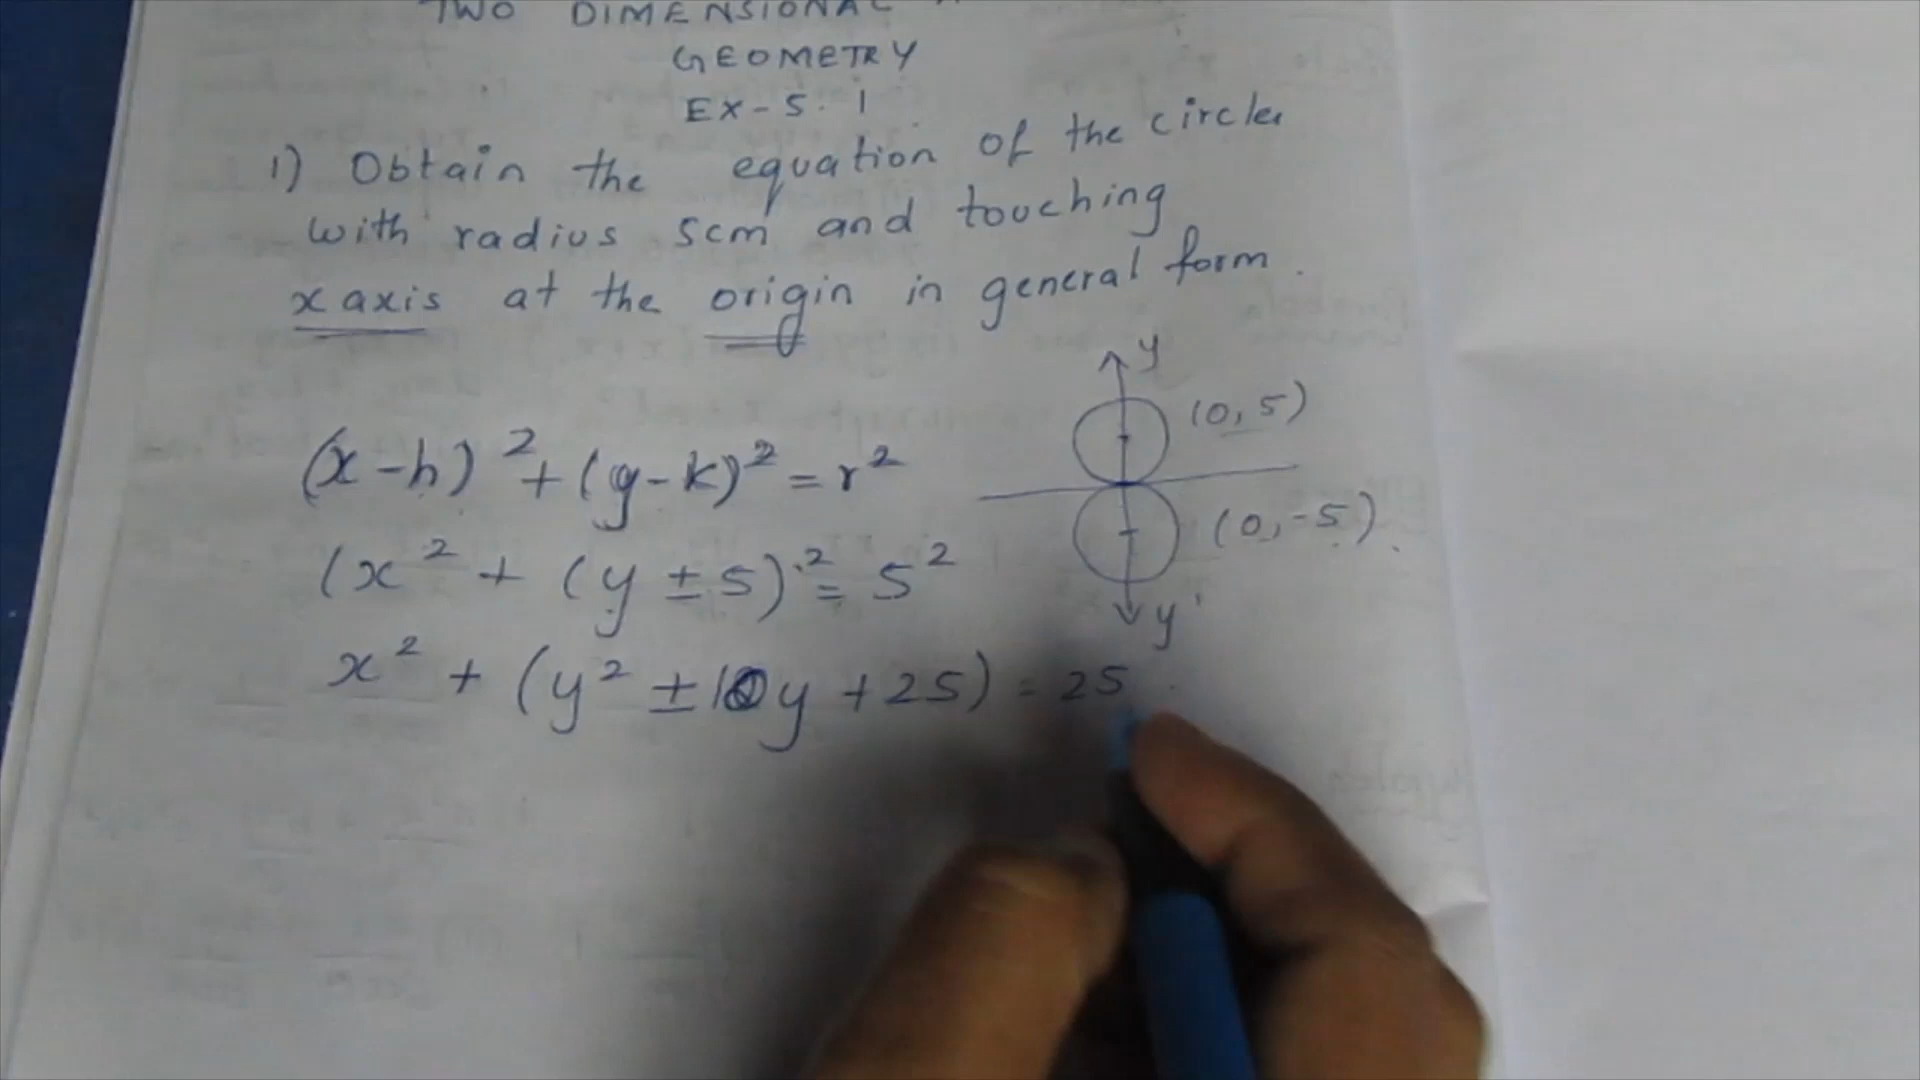 TWO DIMENSIONAL
GEOMETRY
EX-5.1
1) Obtain the equation of the circles
with radius 5cm and touching
x axis at the origin in general form.
y
(0, 5)
(x-h)²+(y-k)²=r²
(0,-5)
(x²+(y±5)²=5²
y'
x²+(y²±10y+25)=25